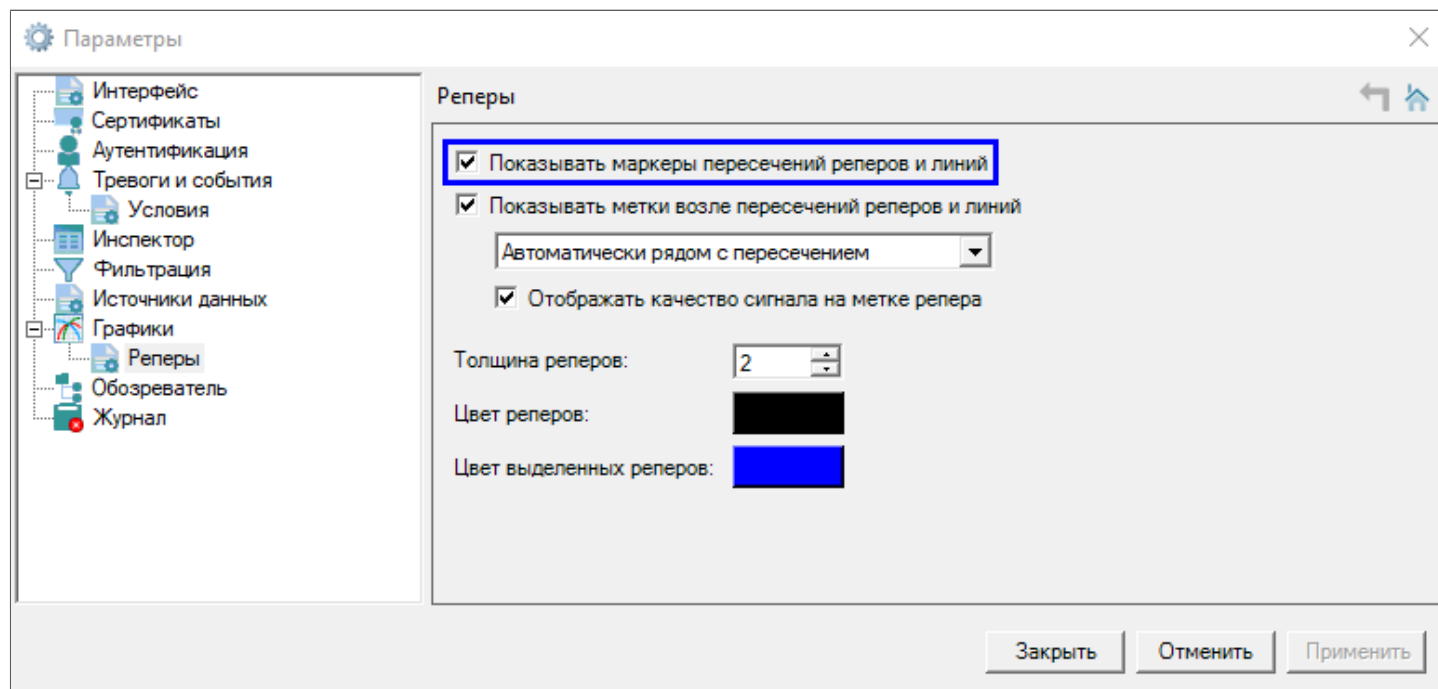 Параметры
Интерфейс
Сертификаты
Аутентификация
Тревоги и события
Условия
Инспектор
Фильтрация
Источники данных
Графики
Реперы
Обозреватель
Журнал
Реперы
Показывать маркеры пересечений реперов и линий
Показывать метки возле пересечений реперов и линий
Автоматически рядом с пересечением
Отображать качество сигнала на метке репера
Толщина реперов: 2
Цвет реперов:
Цвет выделенных реперов:
Закрыть Отменить Применить